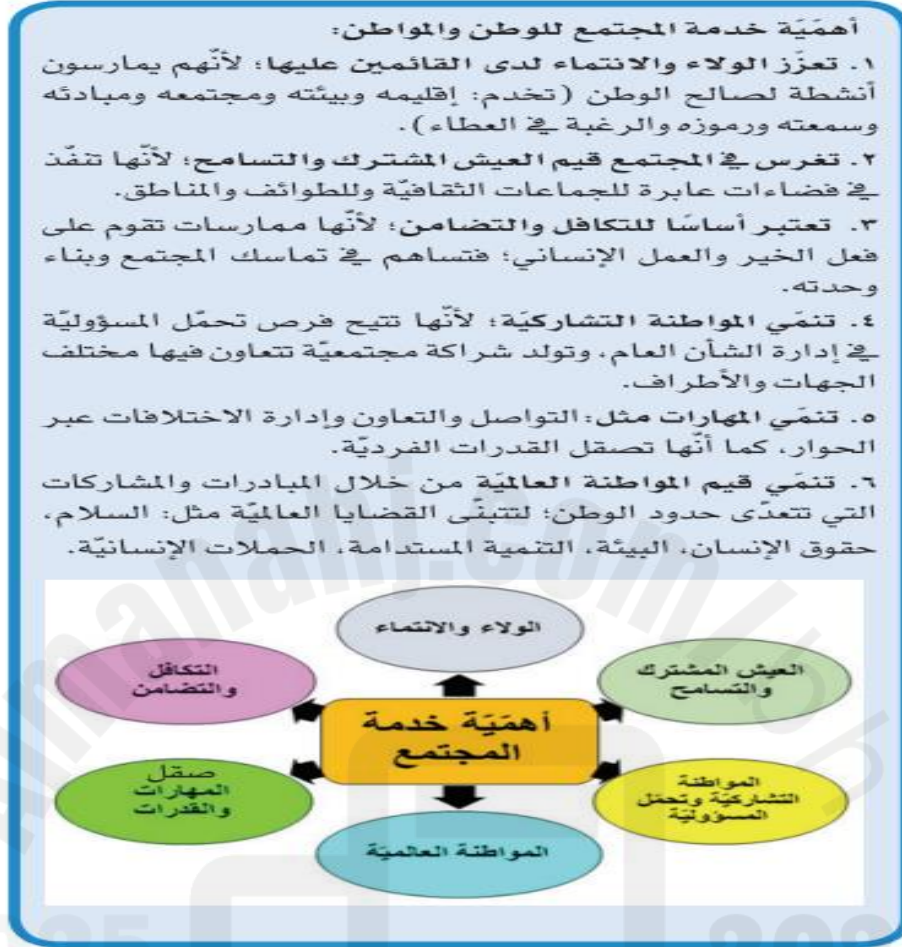 أهمّيّة خدمة المجتمع للوطن والمواطن:
١. تعزّز الولاء والانتماء لدى القائمين عليها؛ لأنّهم يمارسون
أنشطة لصالح الوطن (تخدم: إقليمه وبيئته ومجتمعه ومبادئه
وسمعته ورموزه والرغبة في العطاء).
٢. تغرس في المجتمع قيم العيش المشترك والتسامح؛ لأنّها تنفّذ
في فضاءات عابرة للجماعات الثقافيّة وللطوائف والمناطق.
٣. تعتبر أساسًا للتكافل والتضامن؛ لأنّها ممارسات تقوم على
فعل الخير والعمل الإنساني؛ فتساهم في تماسك المجتمع وبناء
وحدته.
٤. تنمّي المواطنة التشاركيّة؛ لأنّها تتيح فرص تحمّل المسؤوليّة
في إدارة الشأن العام، وتولد شراكة مجتمعيّة تتعاون فيها مختلف
الجهات والأطراف.
٥. تنمّي المهارات مثل: التواصل والتعاون وإدارة الاختلافات عبر
الحوار، كما أنّها تصقل القدرات الفرديّة.
٦. تنمّي قيم المواطنة العالميّة من خلال المبادرات والمشاركات
التي تتعدّى حدود الوطن؛ لتتبنّى القضايا العالميّة مثل: السلام،
حقوق الإنسان، البيئة، التنمية المستدامة، الحملات الإنسانيّة.
الولاء والانتماء
العيش المشترك
والتسامح
التكافل
والتضامن
أهمّيّة خدمة
المجتمع
المواطنة
التشاركيّة وتحمّل
المسؤوليّة
صقل
المهارات
والقدرات
المواطنة العالميّة
almanahj.com/bh